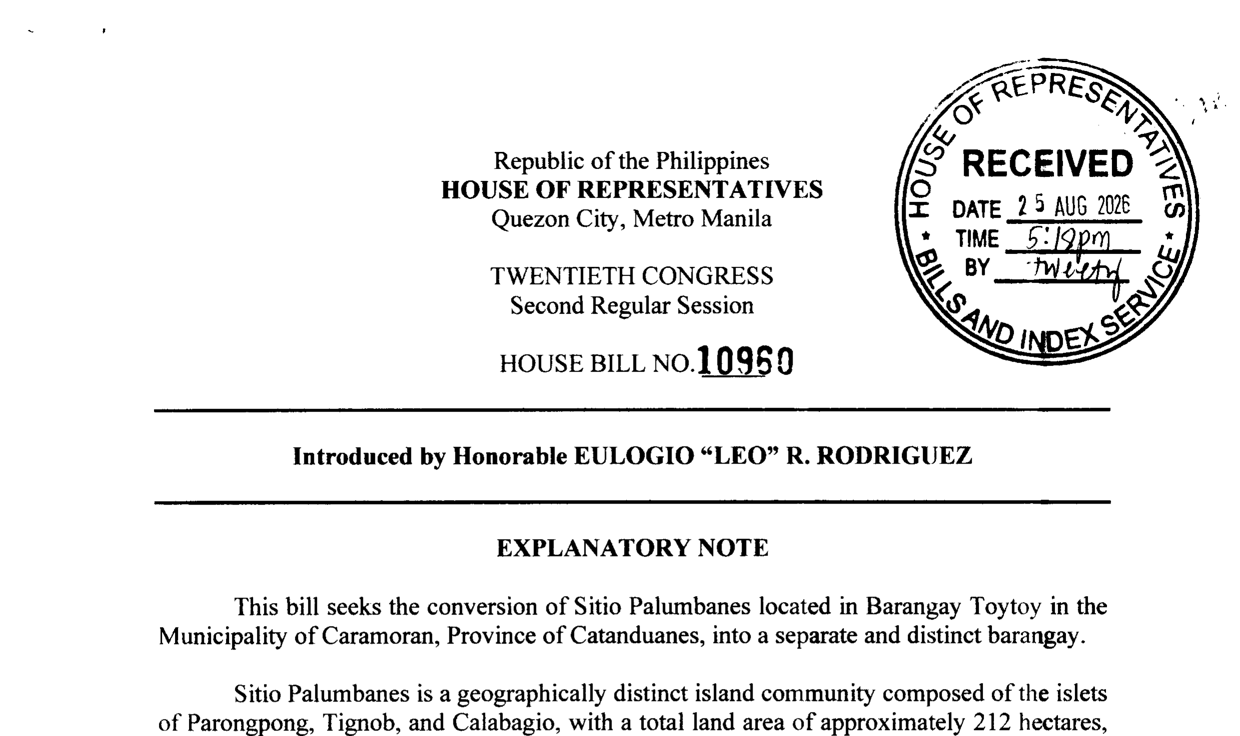 Republic of the Philippines
HOUSE OF REPRESENTATIVES
Quezon City, Metro Manila
TWENTIETH CONGRESS
Second Regular Session
HOUSE BILL NO. 10960
HOUSE OF REPRESENTATIVES
RECEIVED
DATE 25 AUG 2026
TIME 5:19pm
BY tweety
* BILLS AND INDEX SERVICE *
Introduced by Honorable EULOGIO “LEO” R. RODRIGUEZ
EXPLANATORY NOTE
This bill seeks the conversion of Sitio Palumbanes located in Barangay Toytoy in the
Municipality of Caramoran, Province of Catanduanes, into a separate and distinct barangay.
Sitio Palumbanes is a geographically distinct island community composed of the islets
of Parongpong, Tignob, and Calabagio, with a total land area of approximately 212 hectares,